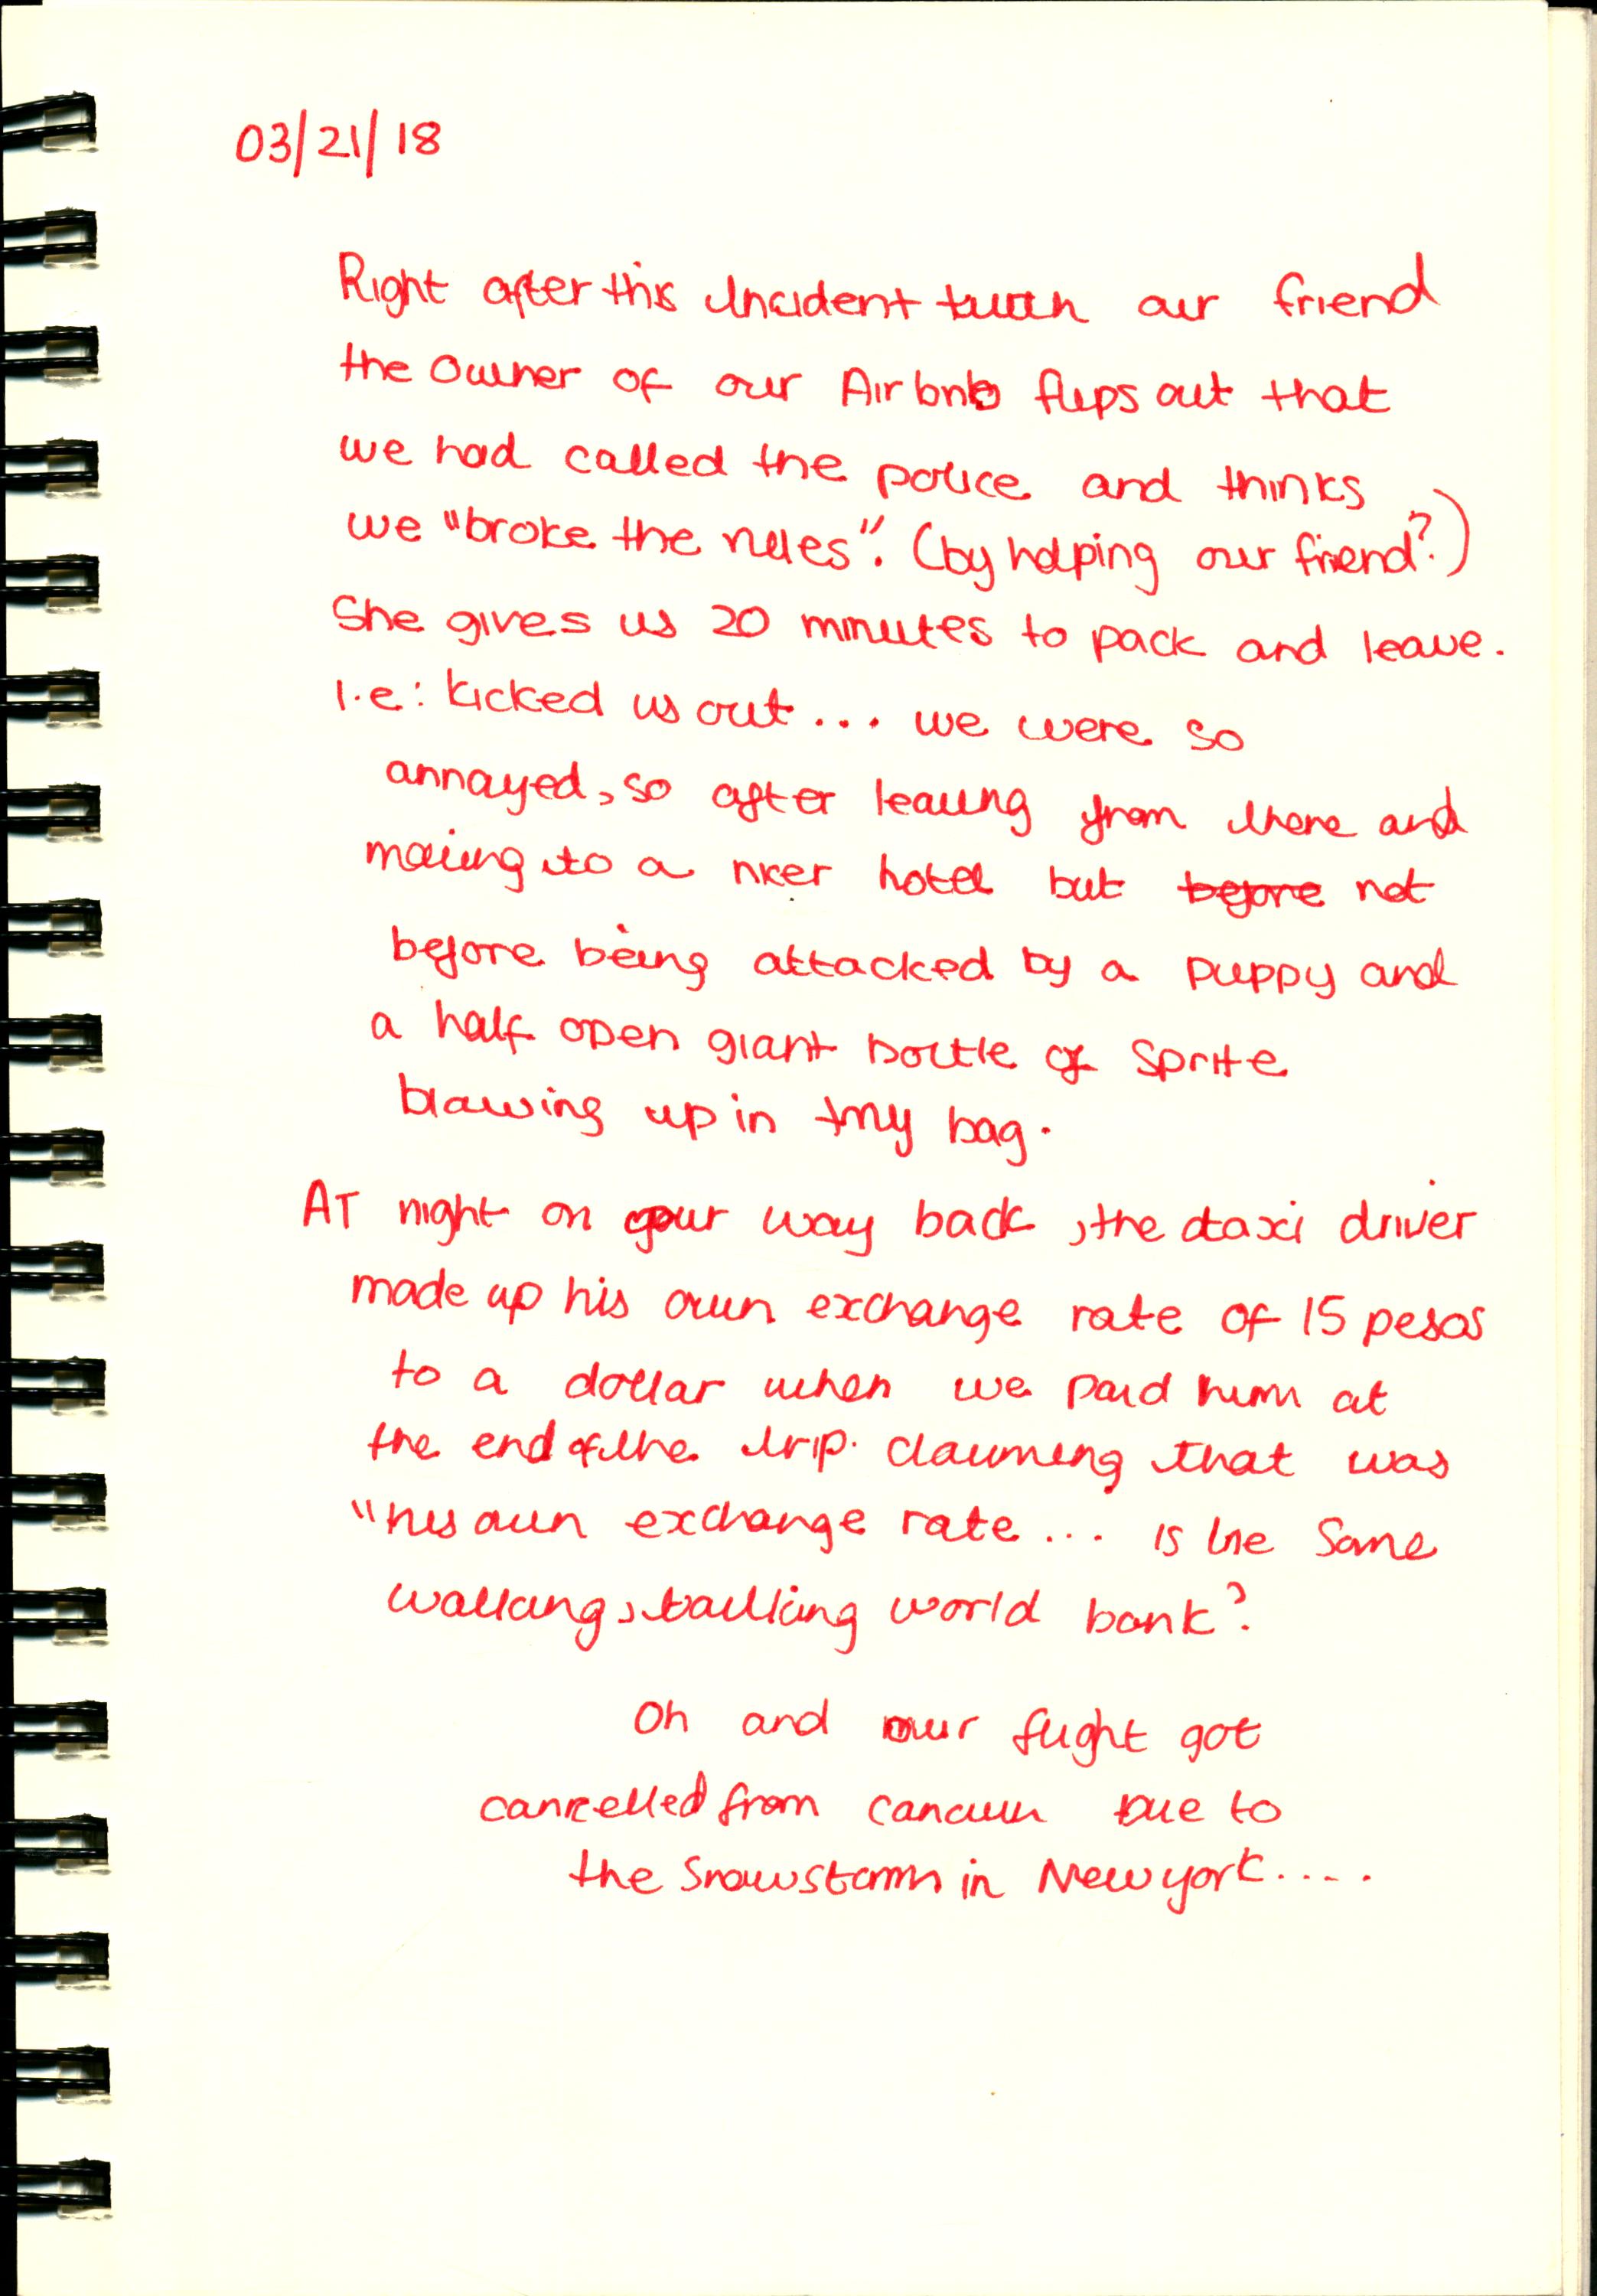 03/21/18
Right after this incident with our friend
the owner of our Airbnb flips out that
we had called the police and thinks
we "broke the rules". (by helping our friend?)
She gives us 20 minutes to pack and leave.
I.e: kicked us out... we were so
annoyed, so after leaving from there and
moving to a nicer hotel but before not
before being attacked by a puppy and
a half open giant bottle of Sprite
blowing up in my bag.
AT night on our way back, the taxi driver
made up his own exchange rate of 15 pesos
to a dollar when we paid him at
the end of the trip. claiming that was
"his own exchange rate... is he some
walking, talking world bank?
Oh and our flight got
cancelled from cancun Due to
the Snowstorm in New york.....